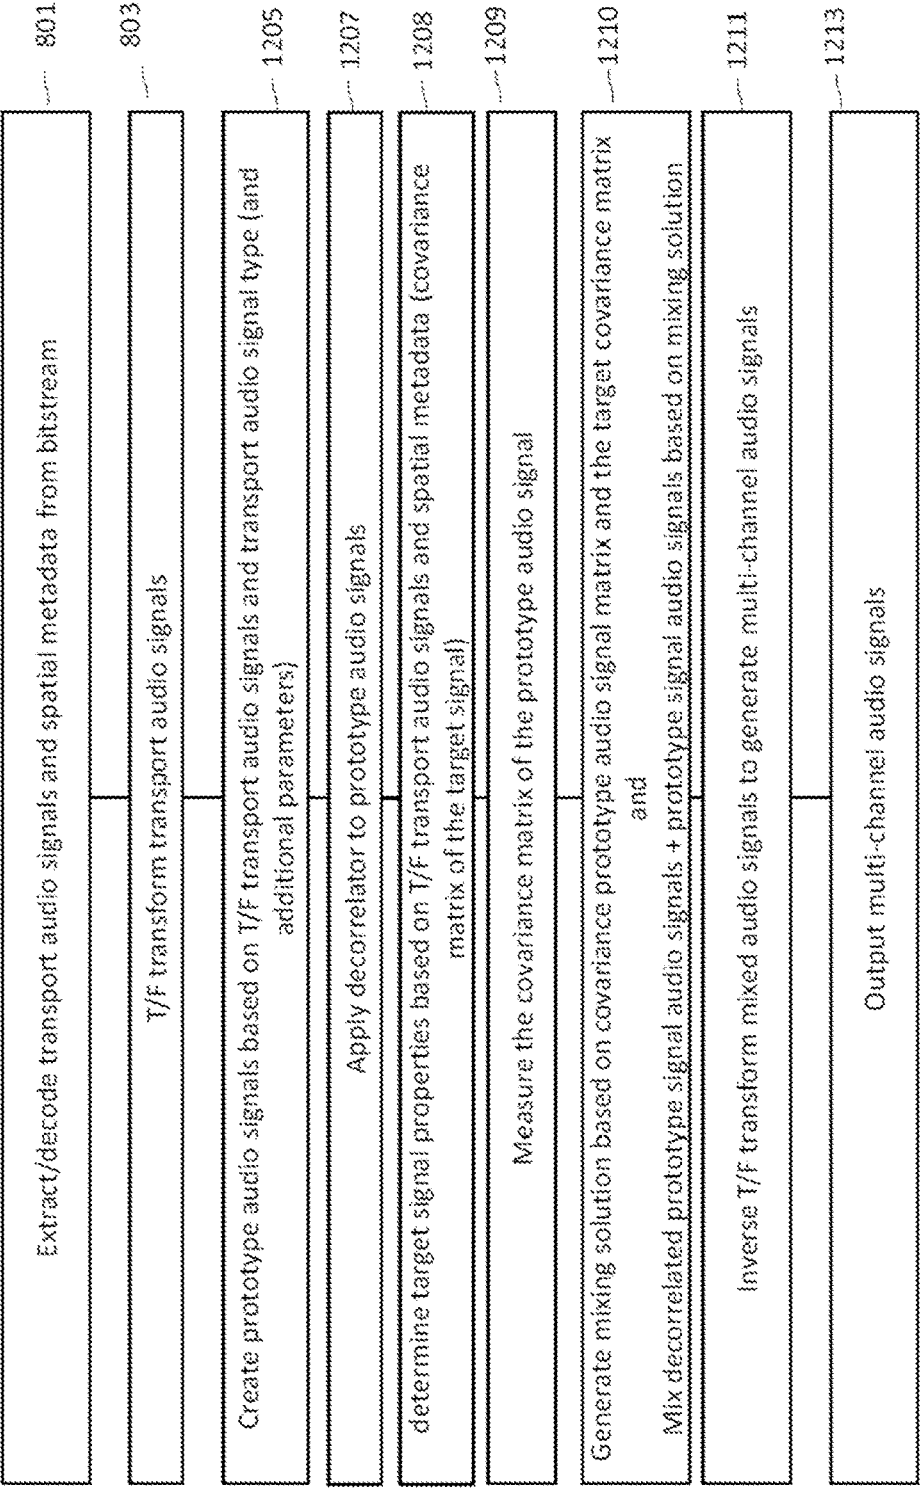 Extract/decode transport audio signals and spatial metadata from bitstream
801
T/F transform transport audio signals
803
Create prototype audio signals based on T/F transport audio signals and transport audio signal type (and
additional parameters)
1205
Apply decorrelator to prototype audio signals
1207
determine target signal properties based on T/F transport audio signals and spatial metadata (covariance
matrix of the target signal)
1208
Measure the covariance matrix of the prototype audio signal
1209
Generate mixing solution based on covariance prototype audio signal matrix and the target covariance matrix
and
Mix decorrelated prototype signal audio signals + prototype signal audio signals based on mixing solution
1210
Inverse T/F transform mixed audio signals to generate multi-channel audio signals
1211
Output multi-channel audio signals
1213